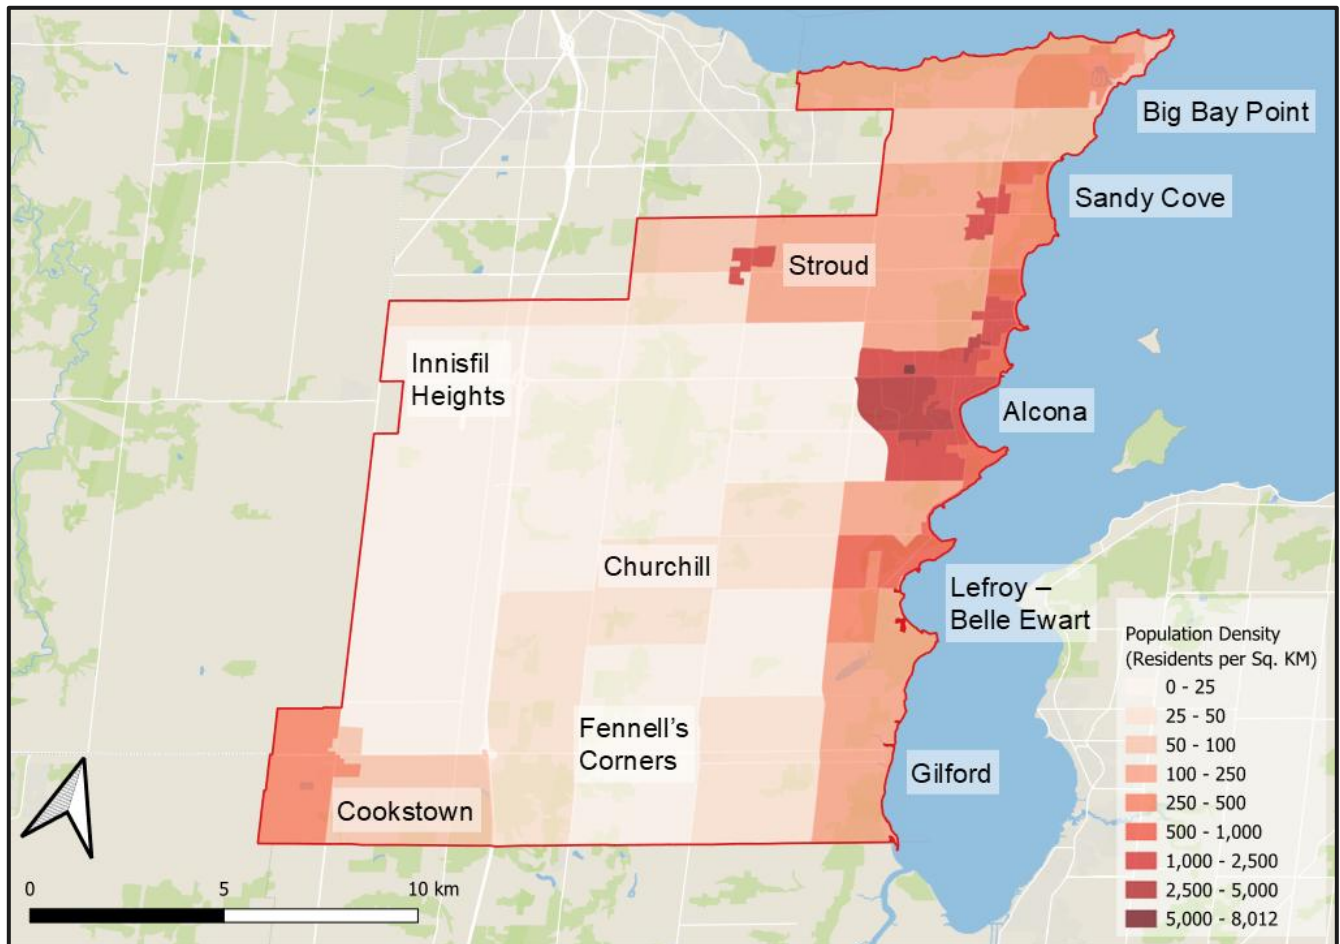 Big Bay Point
Sandy Cove
Stroud
Innisfil
Heights
Alcona
Churchill
Lefroy –
Belle Ewart
Fennell's
Corners
Gilford
Cookstown
0 5 10 km
Population Density
(Residents per Sq. KM)
0 - 25
25 - 50
50 - 100
100 - 250
250 - 500
500 - 1,000
1,000 - 2,500
2,500 - 5,000
5,000 - 8,012